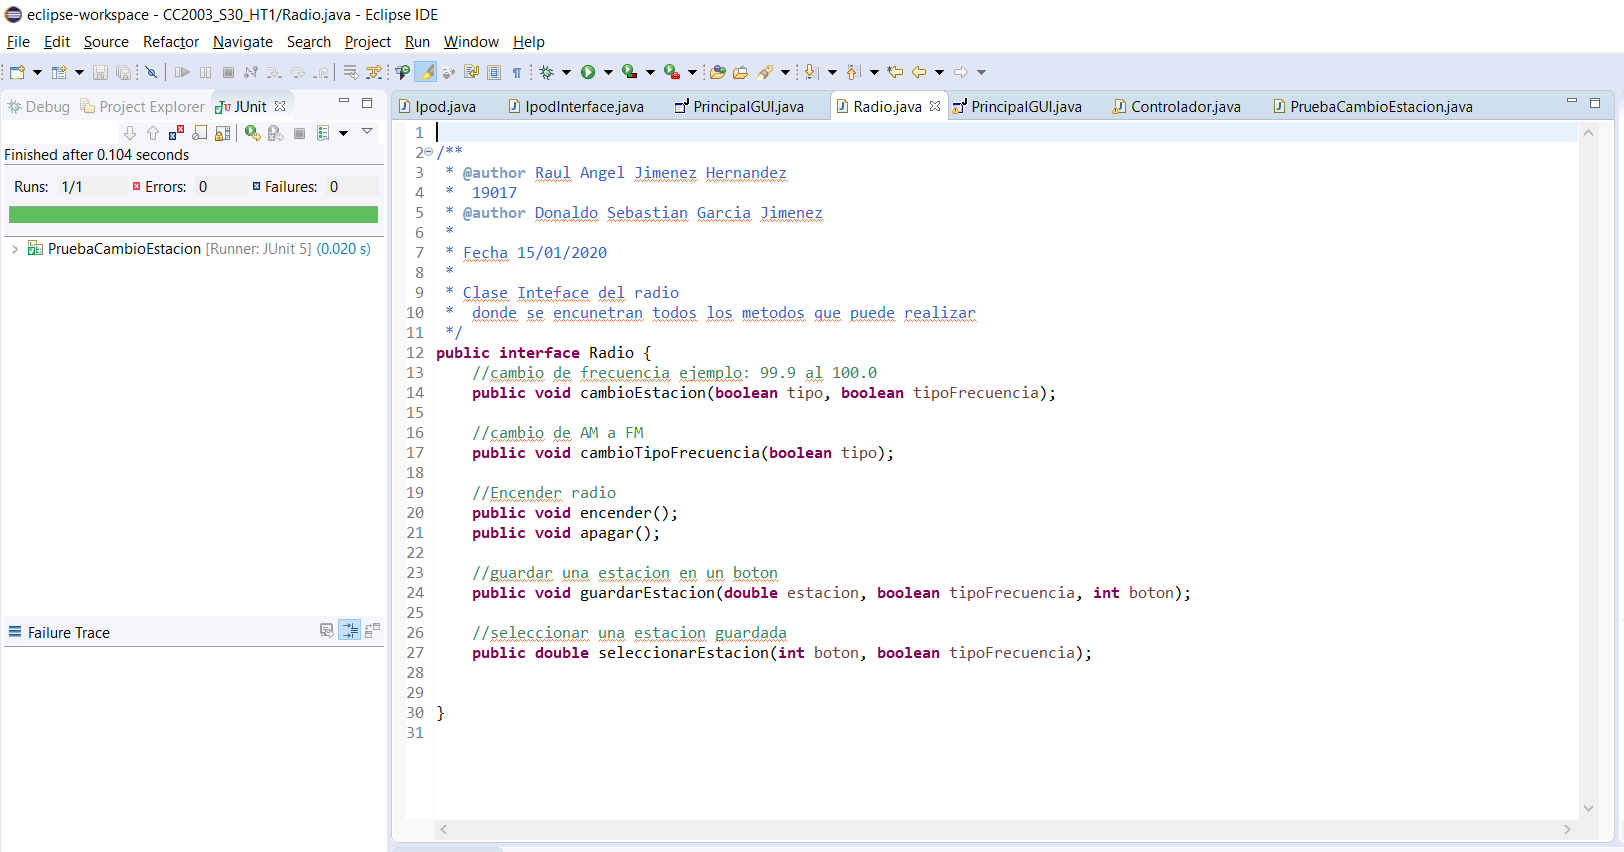 eclipse-workspace - CC2003_S30_HT1/Radio.java - Eclipse IDE
File Edit Source Refactor Navigate Search Project Run Window Help
Debug Project Explorer JUnit
Ipod.java IpodInterface.java PrincipalGUI.java Radio.java PrincipalGUI.java Controlador.java PruebaCambioEstacion.java
Finished after 0.104 seconds
Runs: 1/1 Errors: 0 Failures: 0
PruebaCambioEstacion [Runner: JUnit 5] (0.020 s)
Failure Trace
1
2 /**
3 * @author Raul Angel Jimenez Hernandez
4 * 19017
5 * @author Donaldo Sebastian Garcia Jimenez
6 *
7 * Fecha 15/01/2020
8 *
9 * Clase Inteface del radio
10 * donde se encunetran todos los metodos que puede realizar
11 */
12 public interface Radio {
13 //cambio de frecuencia ejemplo: 99.9 al 100.0
14 public void cambioEstacion(boolean tipo, boolean tipoFrecuencia);
15
16 //cambio de AM a FM
17 public void cambioTipoFrecuencia(boolean tipo);
18
19 //Encender radio
20 public void encender();
21 public void apagar();
22
23 //guardar una estacion en un boton
24 public void guardarEstacion(double estacion, boolean tipoFrecuencia, int boton);
25
26 //seleccionar una estacion guardada
27 public double seleccionarEstacion(int boton, boolean tipoFrecuencia);
28
29
30 }
31